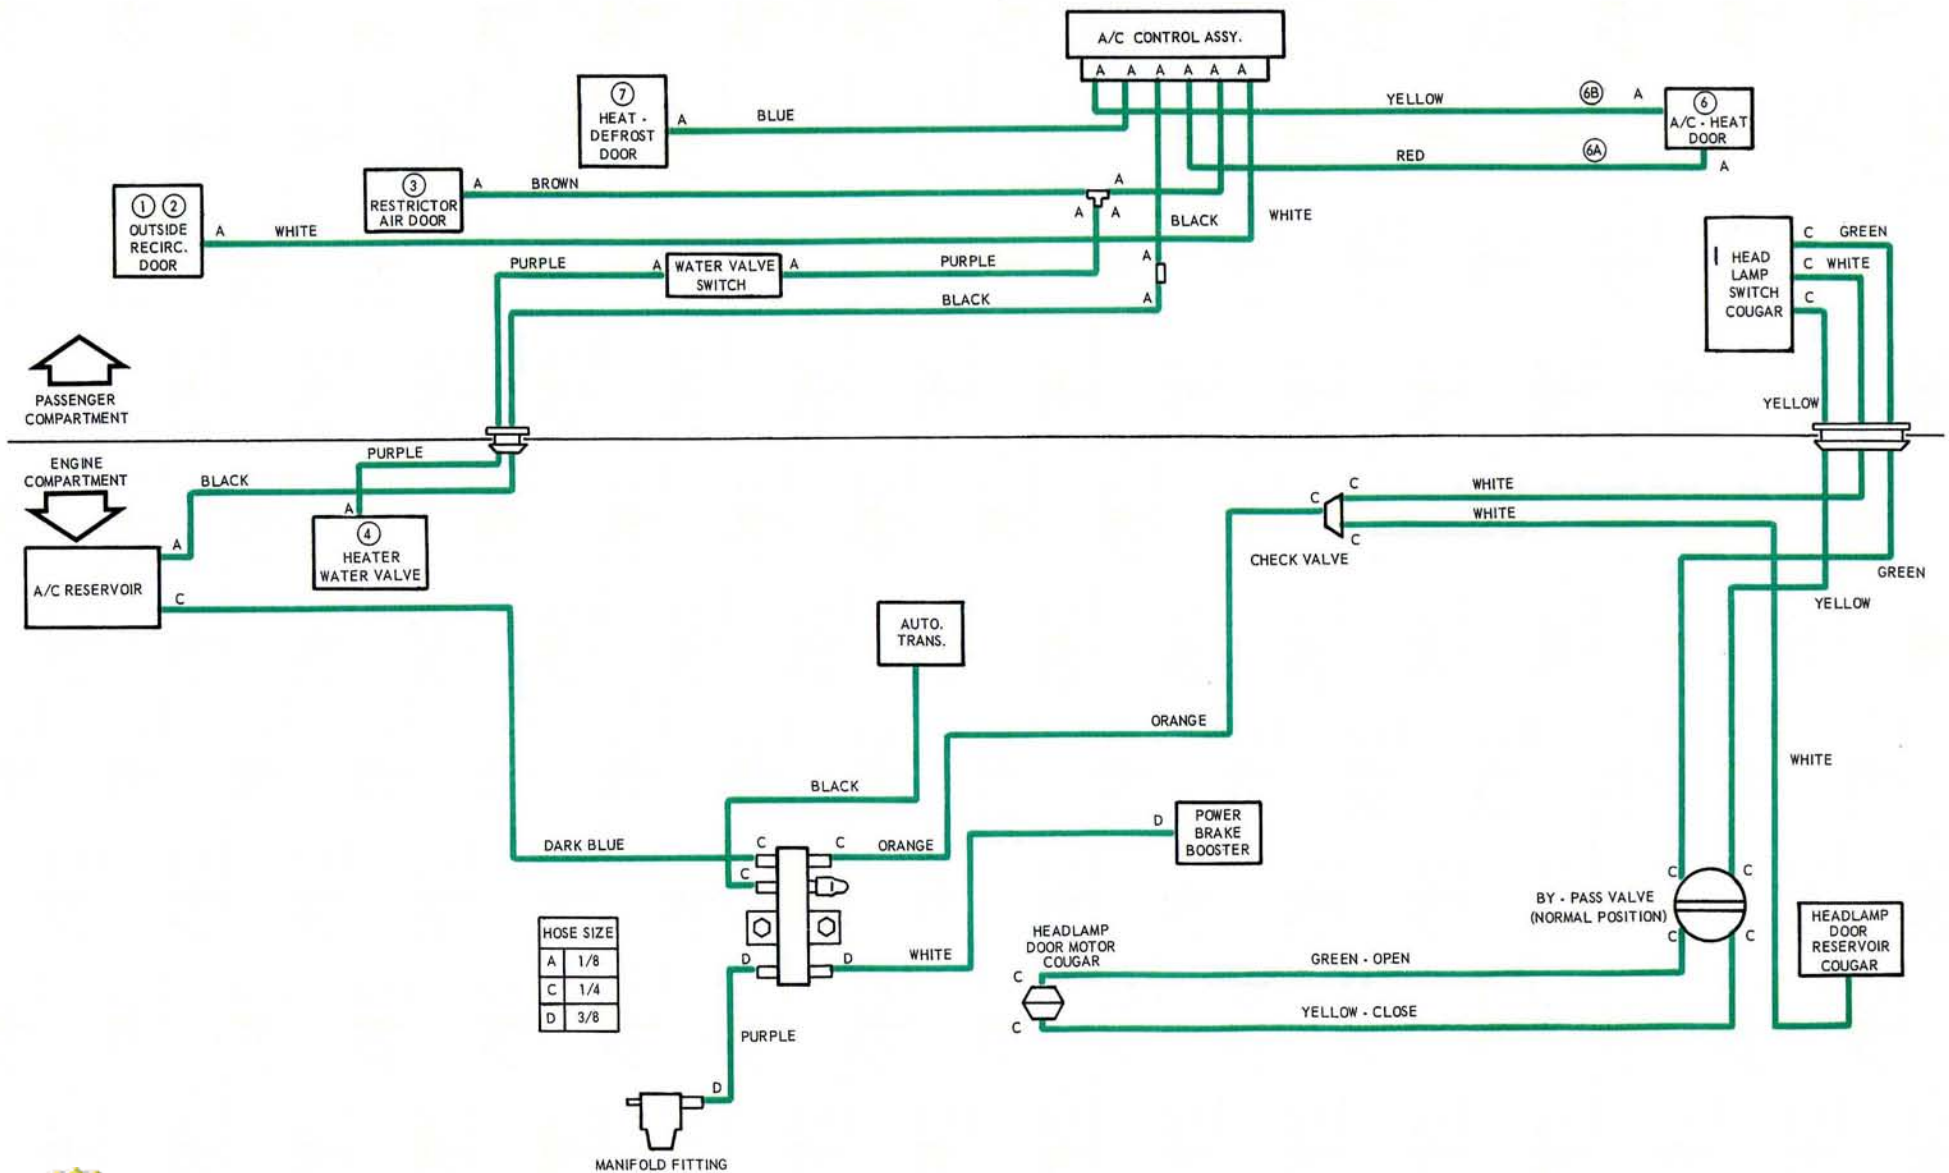 A/C CONTROL ASSY.
A A A A A A
7
HEAT -
DEFROST
DOOR
A
BLUE
YELLOW
6B
A
6
A/C - HEAT
DOOR
RED
6A
A
3
RESTRICTOR
AIR DOOR
A
BROWN
A
A A
1 2
OUTSIDE
RECIRC.
DOOR
A
WHITE
BLACK
WHITE
PURPLE
A
WATER VALVE
SWITCH
A
PURPLE
A
BLACK
A
HEAD
LAMP
SWITCH
COUGAR
C GREEN
C WHITE
C
YELLOW
PASSENGER
COMPARTMENT
ENGINE
COMPARTMENT
PURPLE
BLACK
A
A
4
HEATER
WATER VALVE
A/C RESERVOIR
C
C
C
WHITE
WHITE
C
CHECK VALVE
GREEN
YELLOW
AUTO.
TRANS.
ORANGE
BLACK
WHITE
DARK BLUE
C
C
ORANGE
C
D
POWER
BRAKE
BOOSTER
D
D
WHITE
HOSE SIZE
A 1/8
C 1/4
D 3/8
PURPLE
D
MANIFOLD FITTING
HEADLAMP
DOOR MOTOR
COUGAR
C
C
GREEN - OPEN
YELLOW - CLOSE
BY - PASS VALVE
(NORMAL POSITION)
C
C
C
C
HEADLAMP
DOOR
RESERVOIR
COUGAR